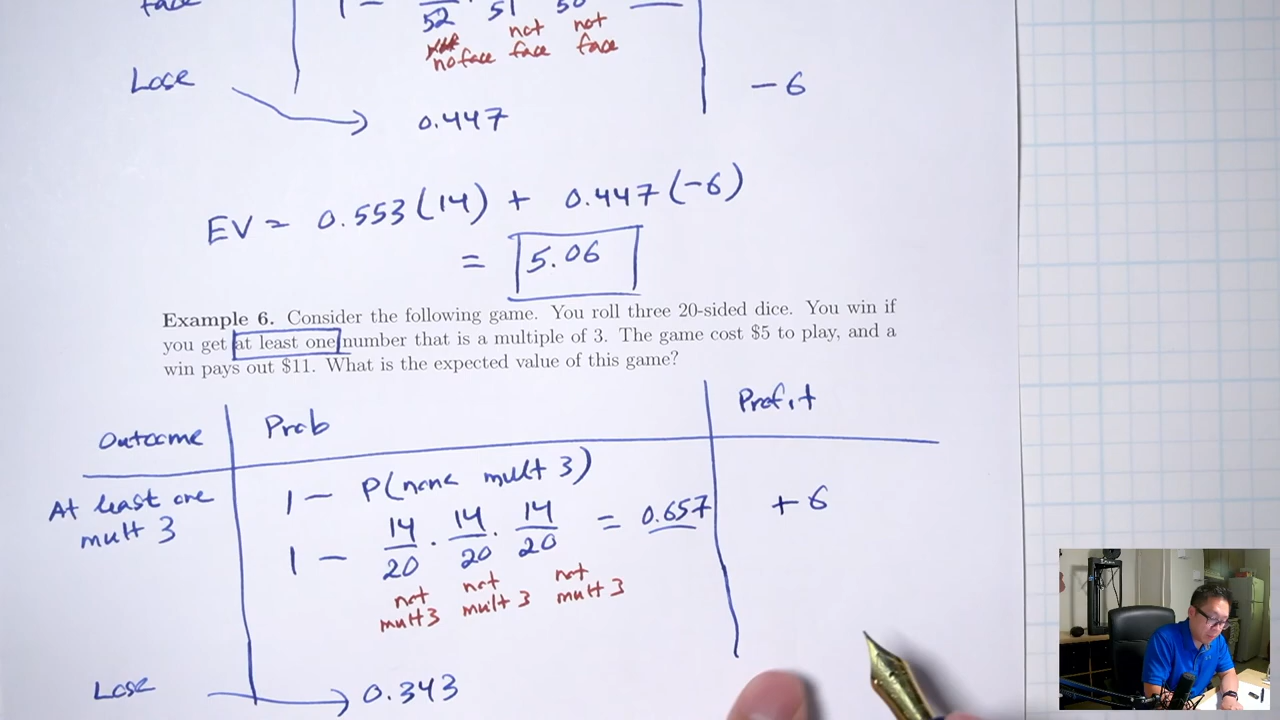 face
1 - 52 51 50
no face not face not face
Lose - 6
0.447
EV = 0.553 (14) + 0.447 (-6)
= 5.06
Example 6. Consider the following game. You roll three 20-sided dice. You win if
you get at least one number that is a multiple of 3. The game cost $5 to play, and a
win pays out $11. What is the expected value of this game?
Outcome Prob Profit
At least one
mult 3
1 - P(none mult 3)
1 - 14/20 · 14/20 · 14/20 = 0.657 + 6
not mult 3 not mult 3 not mult 3
Lose 0.343